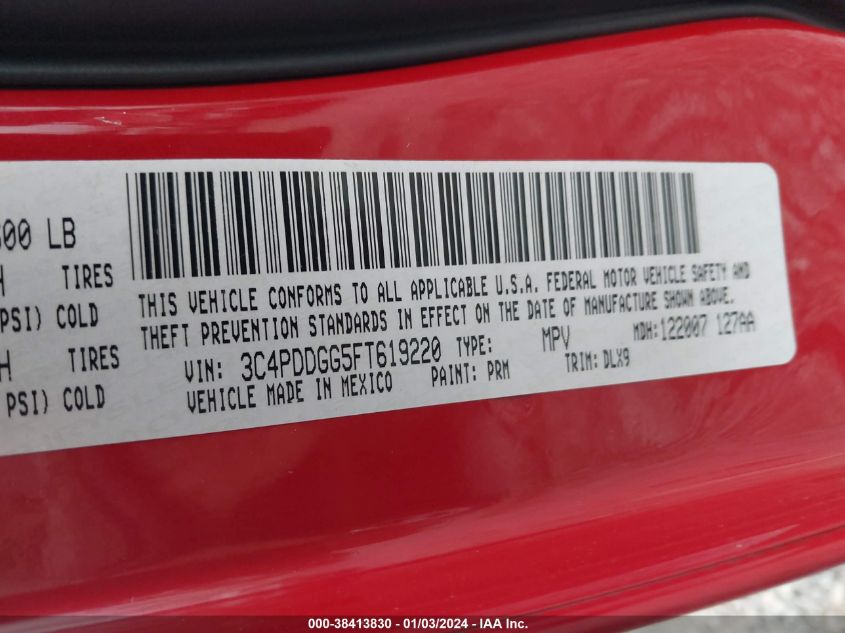 00 LB
TIRES
PSI) COLD
TIRES
PSI) COLD
THIS VEHICLE CONFORMS TO ALL APPLICABLE U.S.A. FEDERAL MOTOR VEHICLE SAFETY AND
THEFT PREVENTION STANDARDS IN EFFECT ON THE DATE OF MANUFACTURE SHOWN ABOVE.
VIN: 3C4PDDGG5FT619220 TYPE: MPV MDH:122007 127AA
VEHICLE MADE IN MEXICO PAINT: PRM TRIM: DLX9
000-38413830 - 01/03/2024 - IAA Inc.